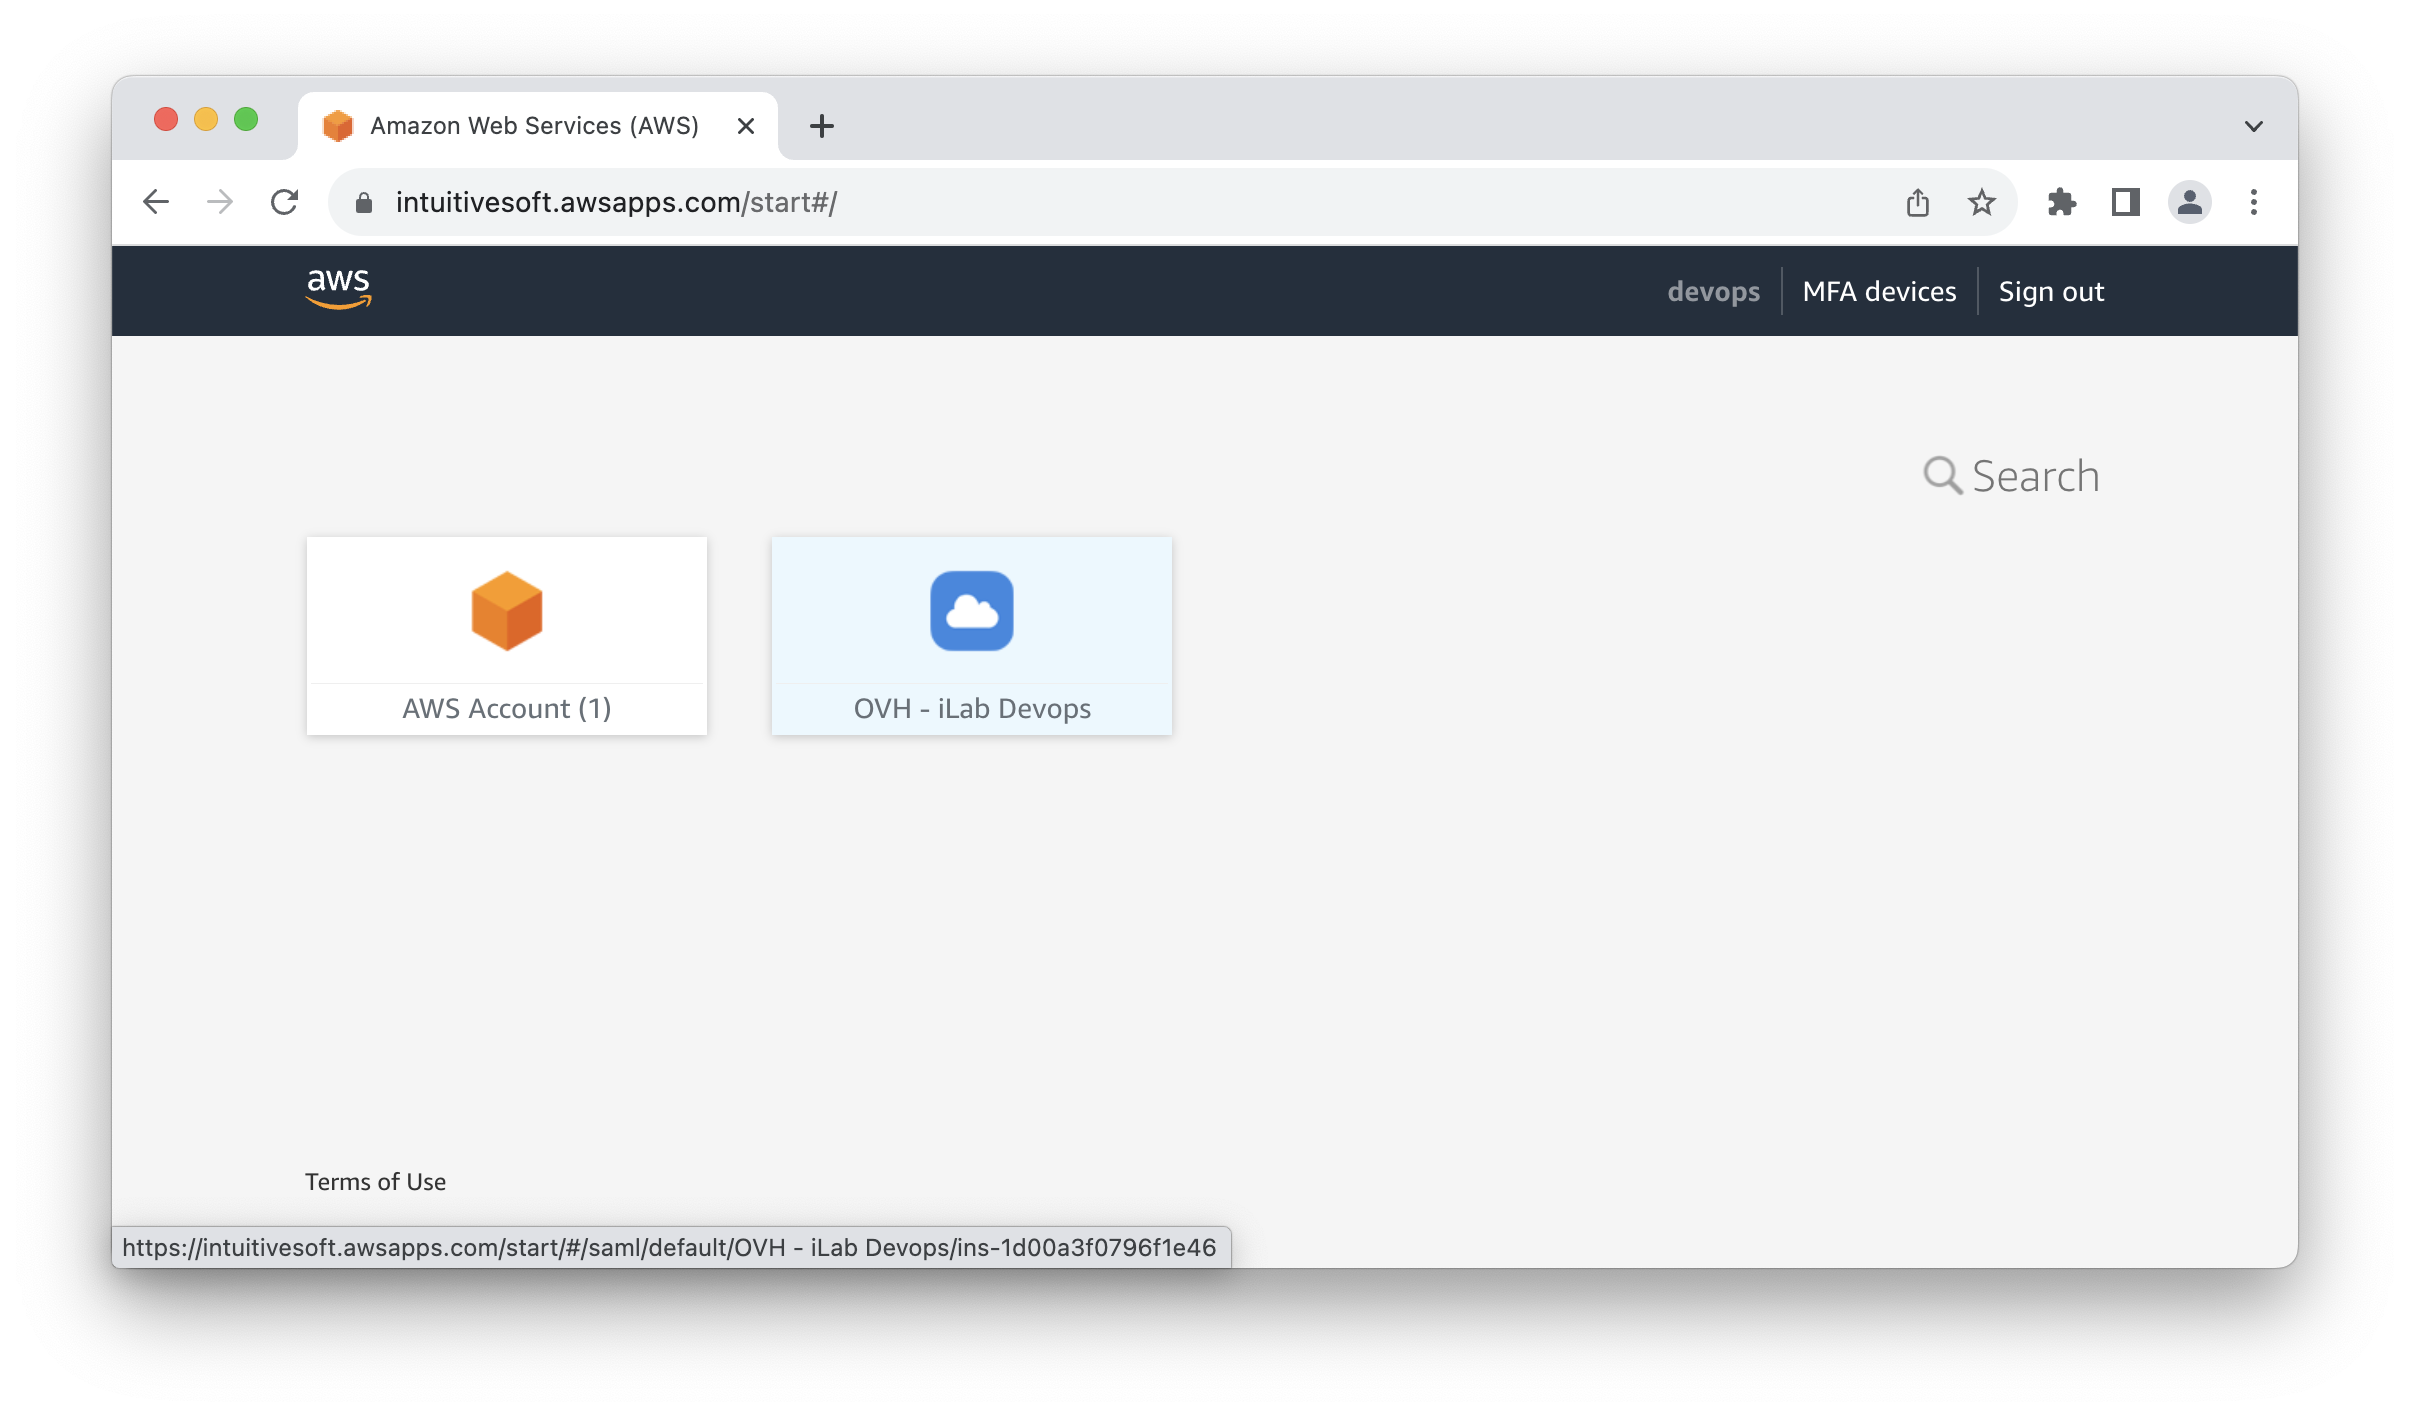 Amazon Web Services (AWS)
intuitivesoft.awsapps.com/start#/
aws
devops
MFA devices
Sign out
Search
AWS Account (1)
OVH - iLab Devops
Terms of Use
https://intuitivesoft.awsapps.com/start/#/saml/default/OVH - iLab Devops/ins-1d00a3f0796f1e46